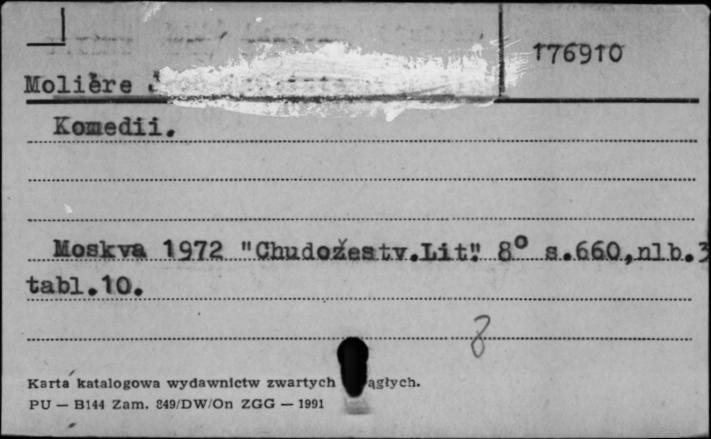 176910
Molière
Komedii.
Moskva 1972 "Chudožestv.Lit". 8° s.660,nlb.3
tabl.10.
8
Karta katalogowa wydawnictw zwartych ągłych.
PU — B144 Zam. 849/DW/On ZGG — 1991